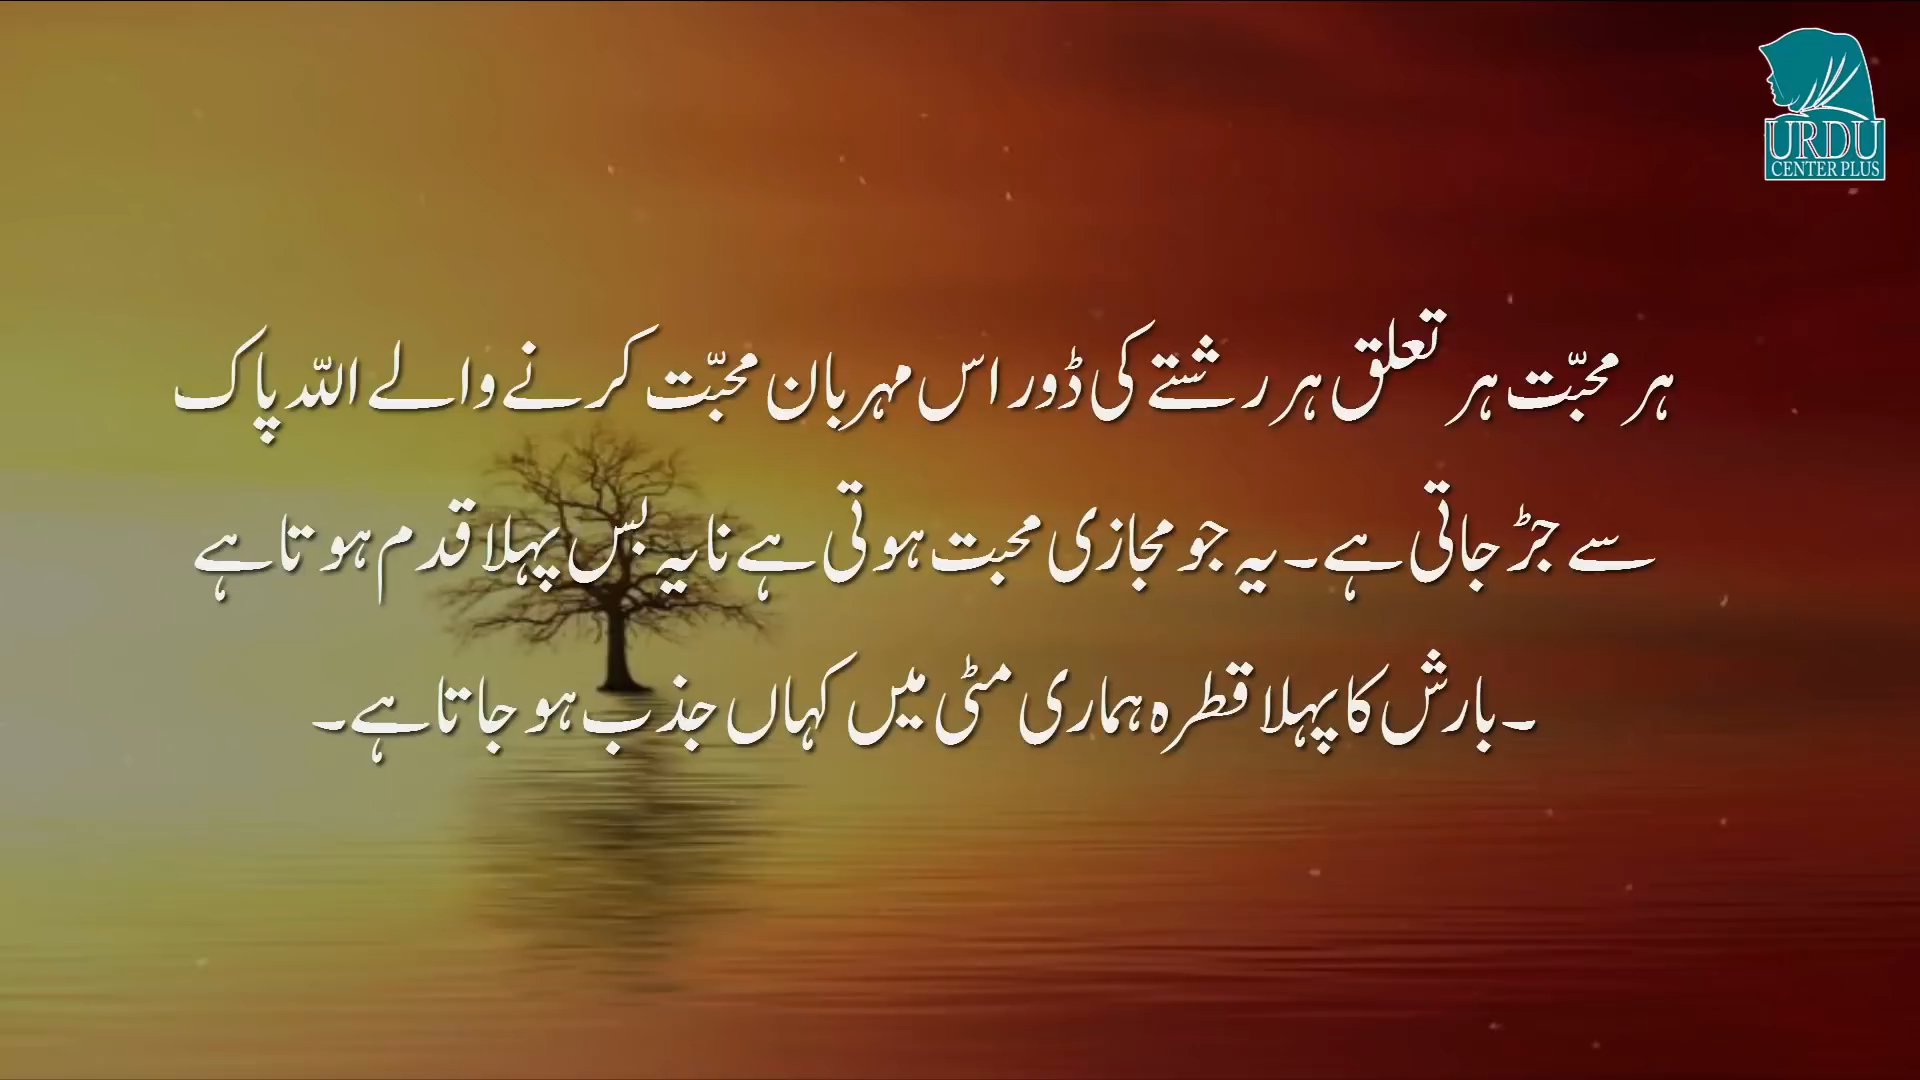 URDU
CENTER PLUS
ہر محبّت ہر تعلق ہر رشتے کی ڈور اس مہربان محبّت کرنے والے اللہ پاک
سے جڑ جاتی ہے۔ یہ جو مجازی محبت ہوتی ہے نا یہ بس پہلا قدم ہوتا ہے
۔ بارش کا پہلا قطرہ ہماری مٹی میں کہاں جذب ہو جاتا ہے۔